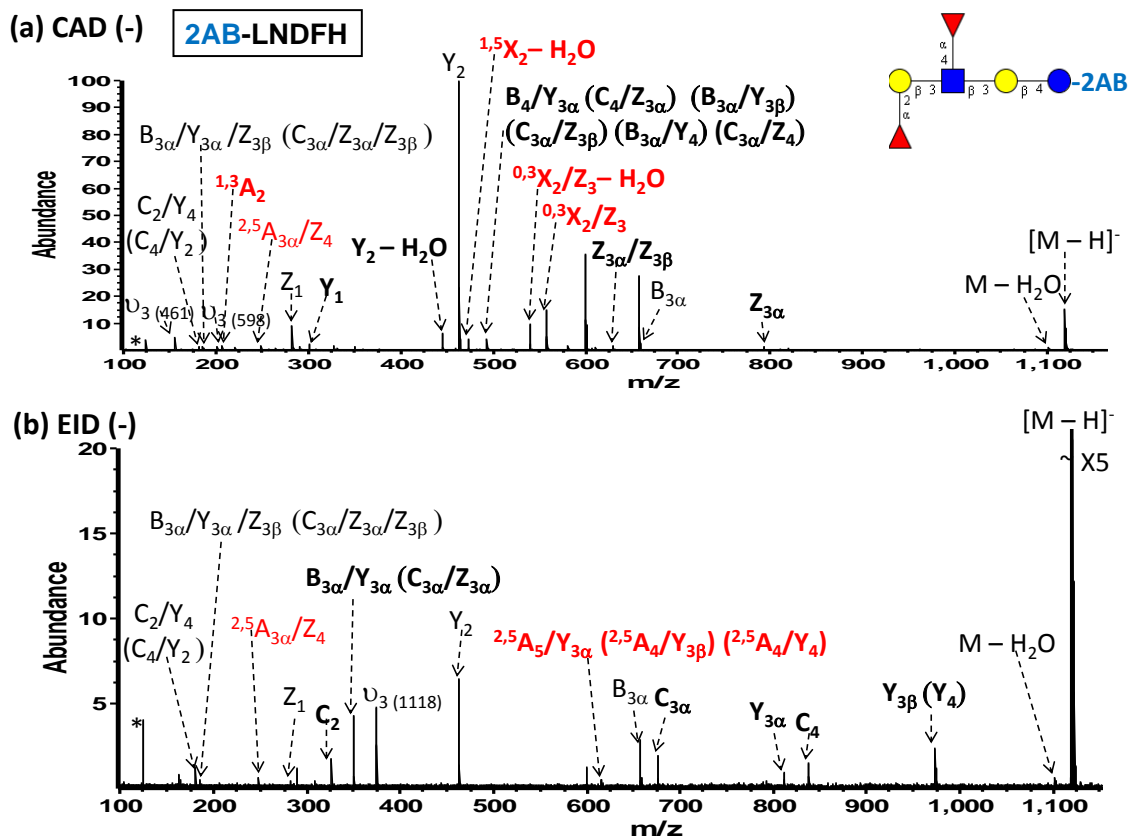 (a) CAD (-)
2AB-LNDFH
Abundance
100
90
80
70
60
50
40
30
20
10
B3α/Y3α/Z3β (C3α/Z3α/Z3β)
1,3A2
C2/Y4
(C4/Y2)
2,5A3α/Z4
υ3 (461)
υ3 (598)
*
Z1
Y1
Y2 – H2O
Y2
1,5X2 – H2O
B4/Y3α (C4/Z3α) (B3α/Y3β)
(C3α/Z3β) (B3α/Y4) (C3α/Z4)
0,3X2/Z3 – H2O
0,3X2/Z3
Z3α/Z3β
B3α
Z3α
M – H2O
[M – H]-
α
4
β 3 β 3 β 4 -2AB
2
α
100 200 300 400 500 600 700 800 900 1,000 1,100
m/z
(b) EID (-)
Abundance
20
15
10
5
B3α/Y3α/Z3β (C3α/Z3α/Z3β)
C2/Y4
(C4/Y2)
2,5A3α/Z4
*
Z1
C2
B3α/Y3α (C3α/Z3α)
υ3 (1118)
Y2
2,5A5/Y3α (2,5A4/Y3β) (2,5A4/Y4)
B3α
C3α
Y3α
C4
Y3β (Y4)
M – H2O
[M – H]-
~ X5
100 200 300 400 500 600 700 800 900 1,000 1,100
m/z